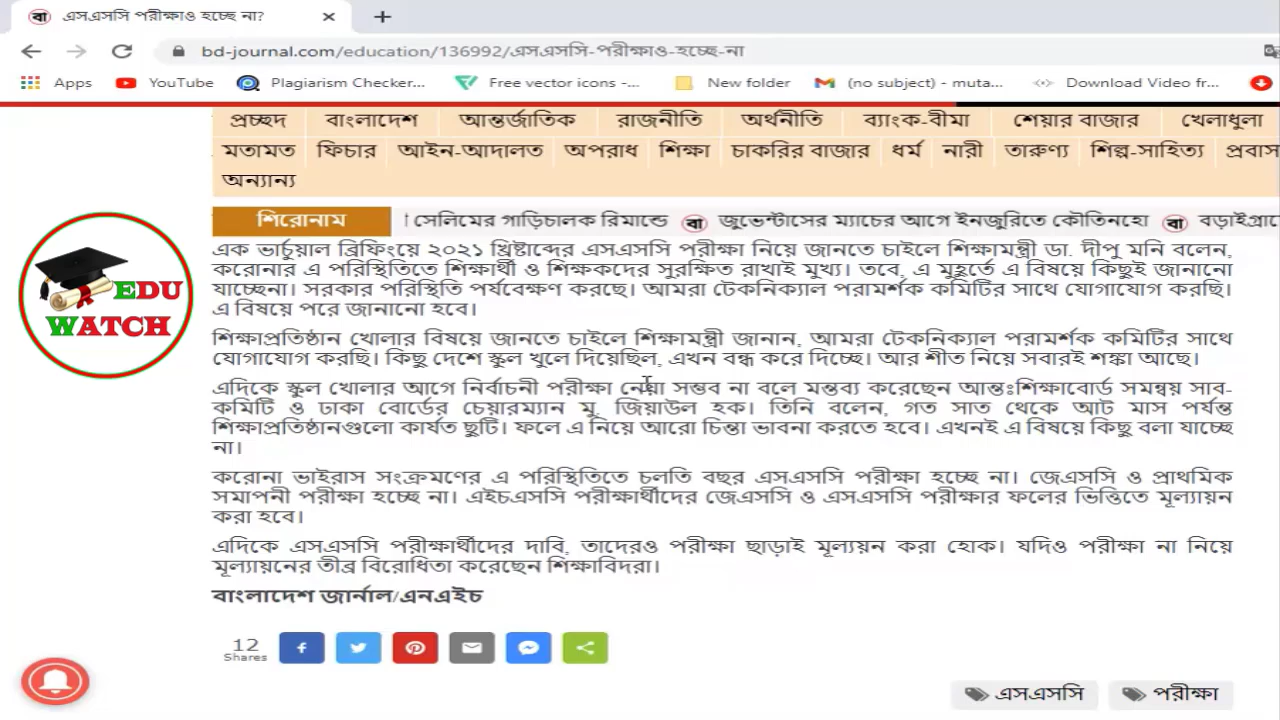 এসএসসি পরীক্ষাও হচ্ছে না?
bd-journal.com/education/136992/এসএসসি-পরীক্ষাও-হচ্ছে-না
Apps YouTube Plagiarism Checker... Free vector icons -... New folder (no subject) - muta... Download Video fr...
প্রচ্ছদ বাংলাদেশ আন্তর্জাতিক রাজনীতি অর্থনীতি ব্যাংক-বীমা শেয়ার বাজার খেলাধুলা
মতামত ফিচার আইন-আদালত অপরাধ শিক্ষা চাকরির বাজার ধর্ম নারী তারুণ্য শিল্প-সাহিত্য প্রবাস
অন্যান্য
শিরোনাম সেলিমের গাড়িচালক রিমান্ডে বা জুভেন্টাসের ম্যাচের আগে ইনজুরিতে কৌতিনহো বা বড়াইগ্রামে
এক ভার্চুয়াল ব্রিফিংয়ে ২০২১ খ্রিষ্টাব্দের এসএসসি পরীক্ষা নিয়ে জানতে চাইলে শিক্ষামন্ত্রী ডা. দীপু মনি বলেন,
করোনার এ পরিস্থিতিতে শিক্ষার্থী ও শিক্ষকদের সুরক্ষিত রাখাই মুখ্য। তবে, এ মুহূর্তে এ বিষয়ে কিছুই জানানো
যাচ্ছেনা। সরকার পরিস্থিতি পর্যবেক্ষণ করছে। আমরা টেকনিক্যাল পরামর্শক কমিটির সাথে যোগাযোগ করছি।
এ বিষয়ে পরে জানানো হবে।
শিক্ষাপ্রতিষ্ঠান খোলার বিষয়ে জানতে চাইলে শিক্ষামন্ত্রী জানান, আমরা টেকনিক্যাল পরামর্শক কমিটির সাথে
যোগাযোগ করছি। কিছু দেশে স্কুল খুলে দিয়েছিল, এখন বন্ধ করে দিচ্ছে। আর শীত নিয়ে সবারই শঙ্কা আছে।
এদিকে স্কুল খোলার আগে নির্বাচনী পরীক্ষা নেয়া সম্ভব না বলে মন্তব্য করেছেন আন্তঃশিক্ষাবোর্ড সমন্বয় সাব-
কমিটি ও ঢাকা বোর্ডের চেয়ারম্যান মু. জিয়াউল হক। তিনি বলেন, গত সাত থেকে আট মাস পর্যন্ত
শিক্ষাপ্রতিষ্ঠানগুলো কার্যত ছুটি। ফলে এ নিয়ে আরো চিন্তা ভাবনা করতে হবে। এখনই এ বিষয়ে কিছু বলা যাচ্ছে
না।
করোনা ভাইরাস সংক্রমণের এ পরিস্থিতিতে চলতি বছর এসএসসি পরীক্ষা হচ্ছে না। জেএসসি ও প্রাথমিক
সমাপনী পরীক্ষা হচ্ছে না। এইচএসসি পরীক্ষার্থীদের জেএসসি ও এসএসসি পরীক্ষার ফলের ভিত্তিতে মূল্যায়ন
করা হবে।
এদিকে এসএসসি পরীক্ষার্থীদের দাবি, তাদেরও পরীক্ষা ছাড়াই মূল্যয়ন করা হোক। যদিও পরীক্ষা না নিয়ে
মূল্যায়নের তীব্র বিরোধিতা করেছেন শিক্ষাবিদরা।
বাংলাদেশ জার্নাল/এনএইচ
12
Shares
এসএসসি পরীক্ষা
EDU
WATCH